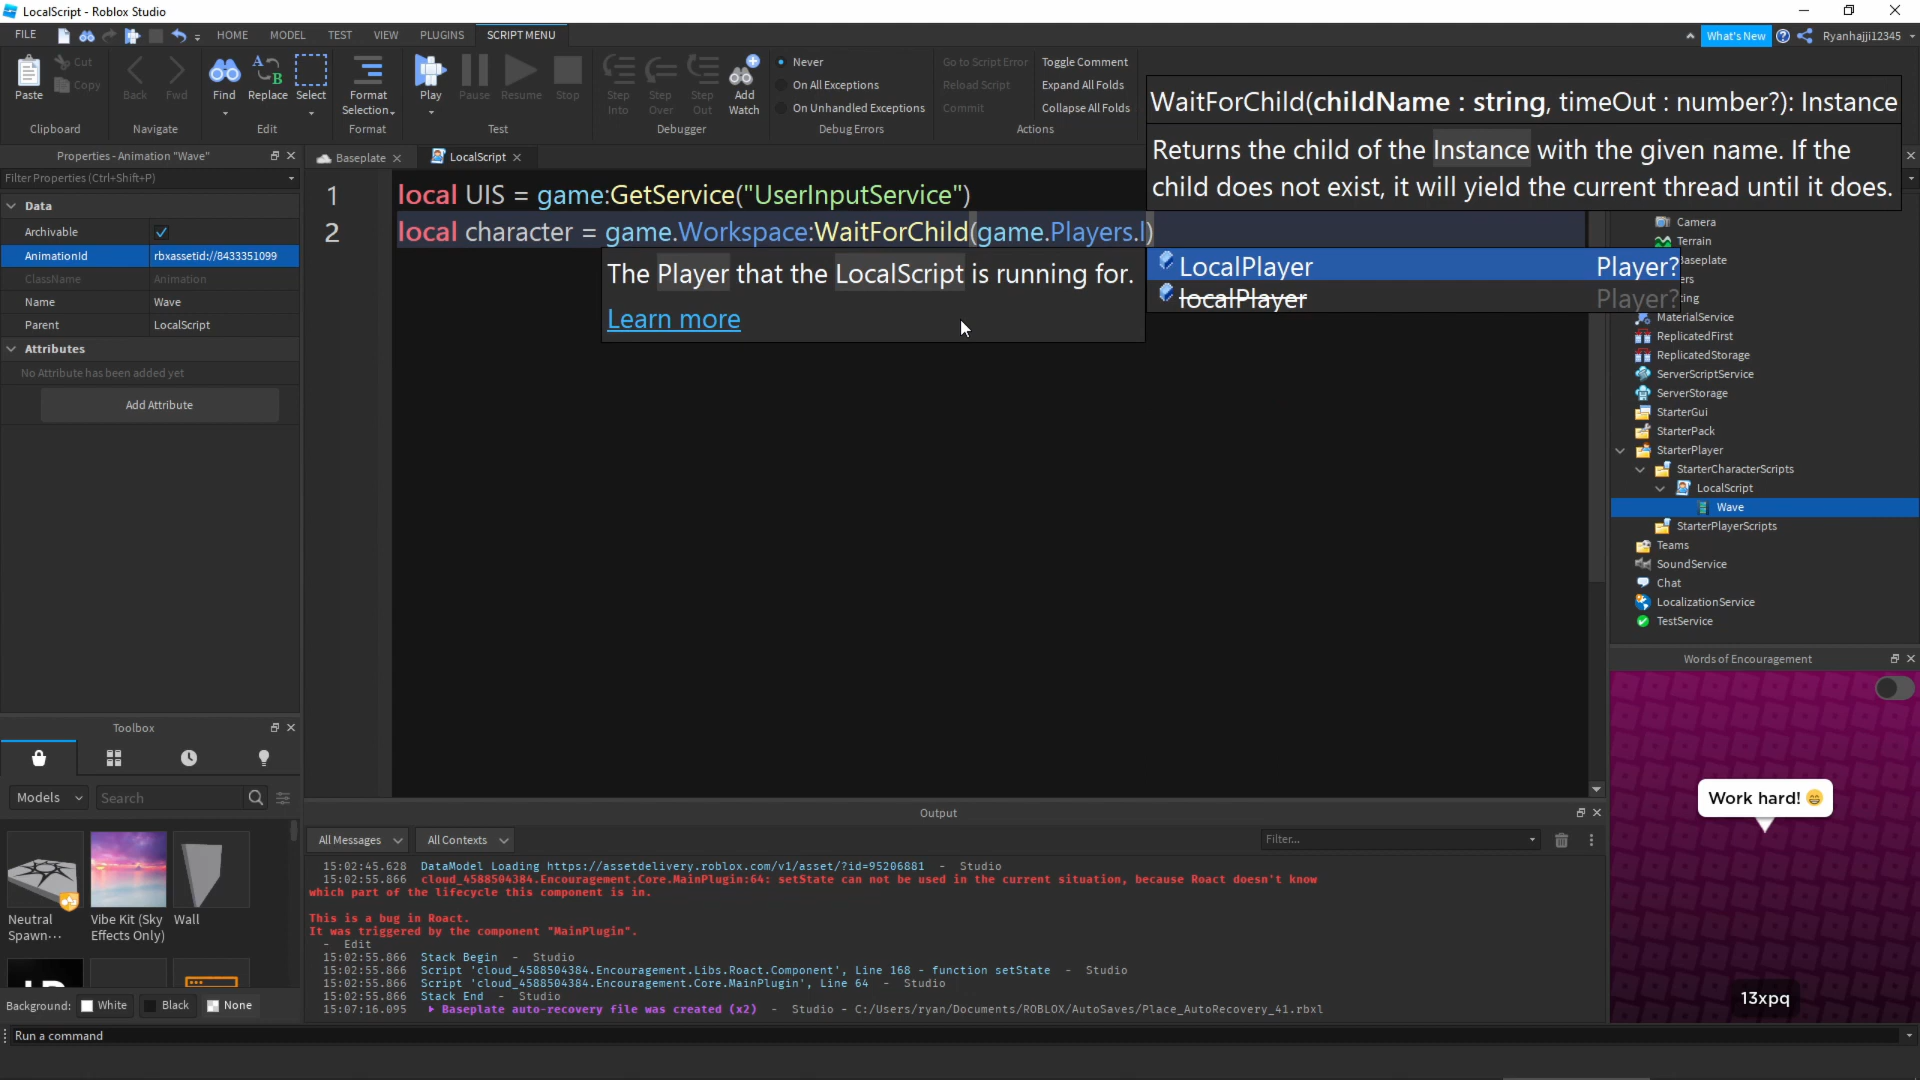 LocalScript - Roblox Studio
FILE
HOME
MODEL
TEST
VIEW
PLUGINS
SCRIPT MENU
What's New
Ryanhajji12345
Paste
Cut
Copy
Clipboard
Back
Fwd
Navigate
Find
Replace
Select
Edit
Format
Selection
Format
Play
Pause
Resume
Stop
Test
Step
Into
Step
Over
Step
Out
Add
Watch
Debugger
Never
On All Exceptions
On Unhandled Exceptions
Debug Errors
Go to Script Error
Reload Script
Commit
Toggle Comment
Expand All Folds
Collapse All Folds
Actions
WaitForChild(childName : string, timeOut : number?): Instance
Returns the child of the Instance with the given name. If the
child does not exist, it will yield the current thread until it does.
Properties - Animation "Wave"
Filter Properties (Ctrl+Shift+P)
Data
Archivable
AnimationId rbxassetid://8433351099
ClassName Animation
Name Wave
Parent LocalScript
Attributes
No Attribute has been added yet
Add Attribute
Baseplate
LocalScript
1 local UIS = game:GetService("UserInputService")
2 local character = game.Workspace:WaitForChild(game.Players.l)
The Player that the LocalScript is running for.
Learn more
LocalPlayer Player?
localPlayer Player?
Camera
Terrain
Baseplate
ers
ting
MaterialService
ReplicatedFirst
ReplicatedStorage
ServerScriptService
ServerStorage
StarterGui
StarterPack
StarterPlayer
StarterCharacterScripts
LocalScript
Wave
StarterPlayerScripts
Teams
SoundService
Chat
LocalizationService
TestService
Words of Encouragement
Work hard! 😁
13xpq
Toolbox
Models
Search
Neutral
Spawn...
Vibe Kit (Sky
Effects Only)
Wall
Background: White Black None
Output
All Messages
All Contexts
Filter...
15:02:45.628 DataModel Loading https://assetdelivery.roblox.com/v1/asset/?id=95206881 - Studio
15:02:55.866 cloud_4588504384.Encouragement.Core.MainPlugin:64: setState can not be used in the current situation, because Roact doesn't know
which part of the lifecycle this component is in.
This is a bug in Roact.
It was triggered by the component "MainPlugin".
- Edit
15:02:55.866 Stack Begin - Studio
15:02:55.866 Script 'cloud_4588504384.Encouragement.Libs.Roact.Component', Line 168 - function setState - Studio
15:02:55.866 Script 'cloud_4588504384.Encouragement.Core.MainPlugin', Line 64 - Studio
15:02:55.866 Stack End - Studio
15:07:16.095 Baseplate auto-recovery file was created (x2) - Studio - C:/Users/ryan/Documents/ROBLOX/AutoSaves/Place_AutoRecovery_41.rbxl
Run a command